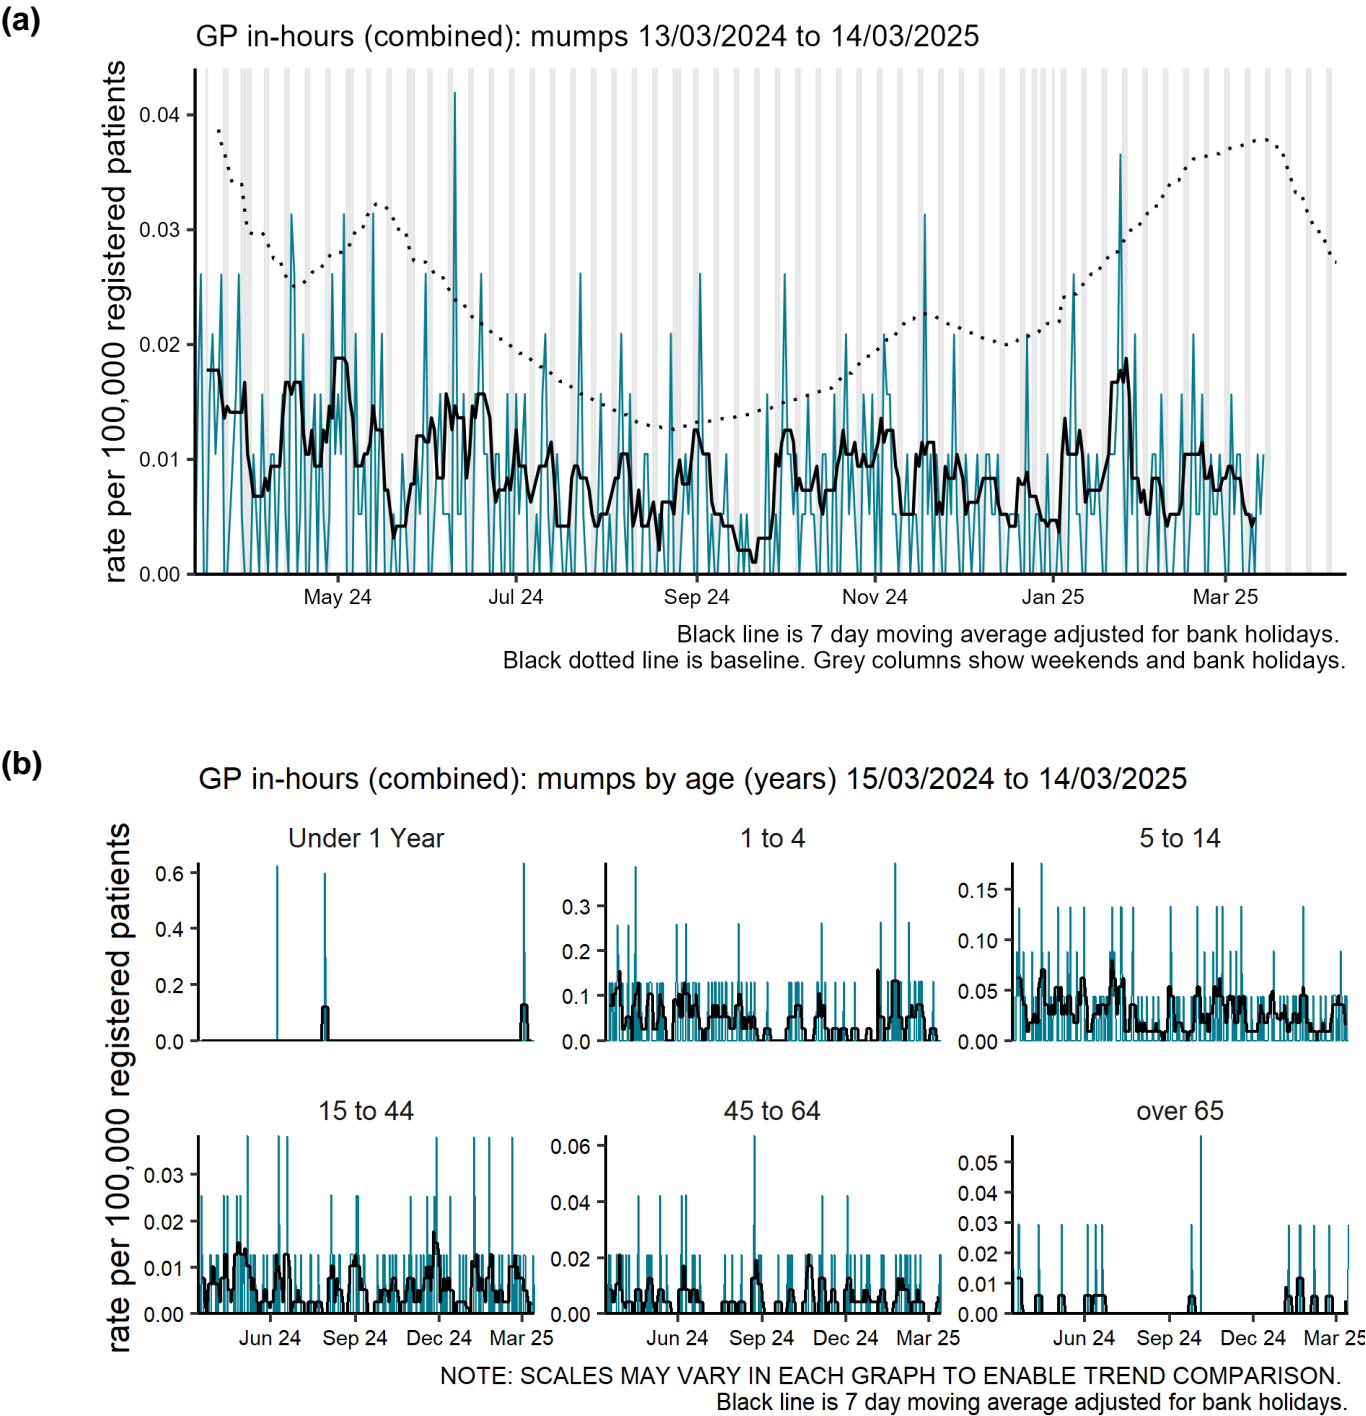 (a)
GP in-hours (combined): mumps 13/03/2024 to 14/03/2025
rate per 100,000 registered patients
0.04
0.03
0.02
0.01
0.00
May 24
Jul 24
Sep 24
Nov 24
Jan 25
Mar 25
Black line is 7 day moving average adjusted for bank holidays.
Black dotted line is baseline. Grey columns show weekends and bank holidays.
(b)
GP in-hours (combined): mumps by age (years) 15/03/2024 to 14/03/2025
rate per 100,000 registered patients
Under 1 Year
0.6
0.4
0.2
0.0
1 to 4
0.3
0.2
0.1
0.0
5 to 14
0.15
0.10
0.05
0.00
15 to 44
0.03
0.02
0.01
0.00
Jun 24
Sep 24
Dec 24
Mar 25
45 to 64
0.06
0.04
0.02
0.00
Jun 24
Sep 24
Dec 24
Mar 25
over 65
0.05
0.04
0.03
0.02
0.01
0.00
Jun 24
Sep 24
Dec 24
Mar 25
NOTE: SCALES MAY VARY IN EACH GRAPH TO ENABLE TREND COMPARISON.
Black line is 7 day moving average adjusted for bank holidays.